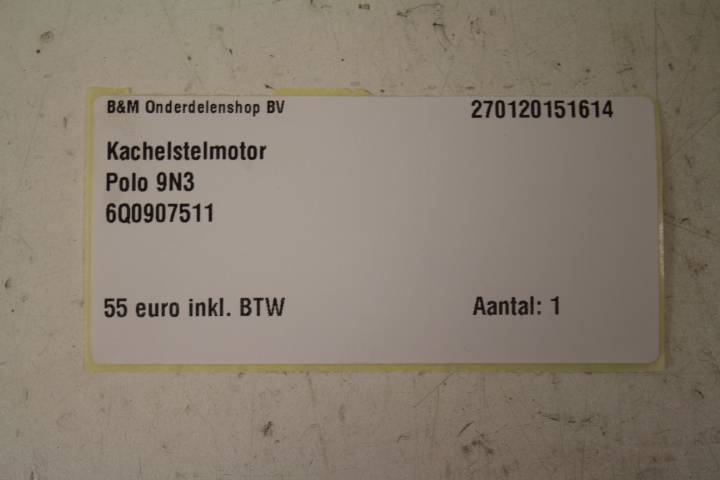 B&M Onderdelenshop BV 270120151614
Kachelstelmotor
Polo 9N3
6Q0907511
55 euro inkl. BTW Aantal: 1